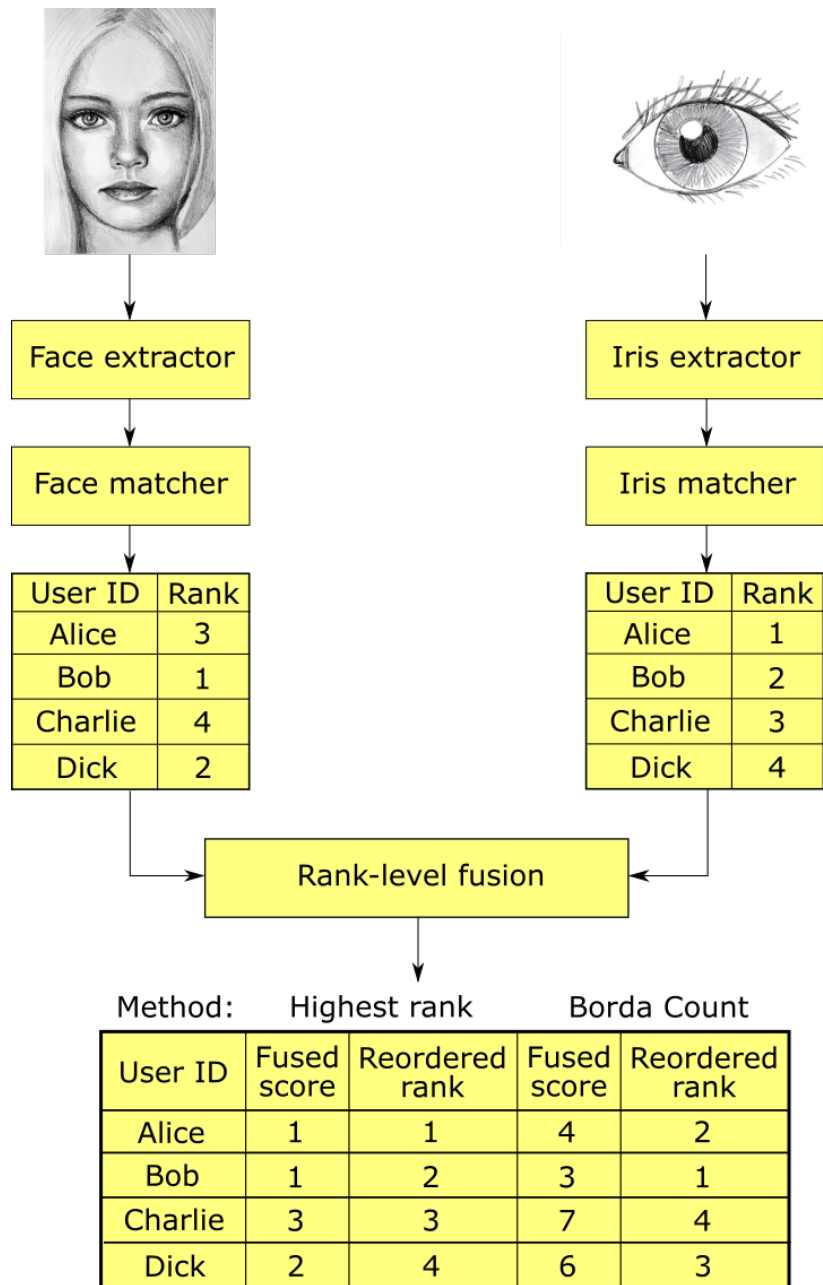 Face extractor
Iris extractor
Face matcher
Iris matcher
User ID Rank
Alice 3
Bob 1
Charlie 4
Dick 2
User ID Rank
Alice 1
Bob 2
Charlie 3
Dick 4
Rank-level fusion
Method: Highest rank Borda Count
User ID Fused score Reordered rank Fused score Reordered rank
Alice 1 1 4 2
Bob 1 2 3 1
Charlie 3 3 7 4
Dick 2 4 6 3